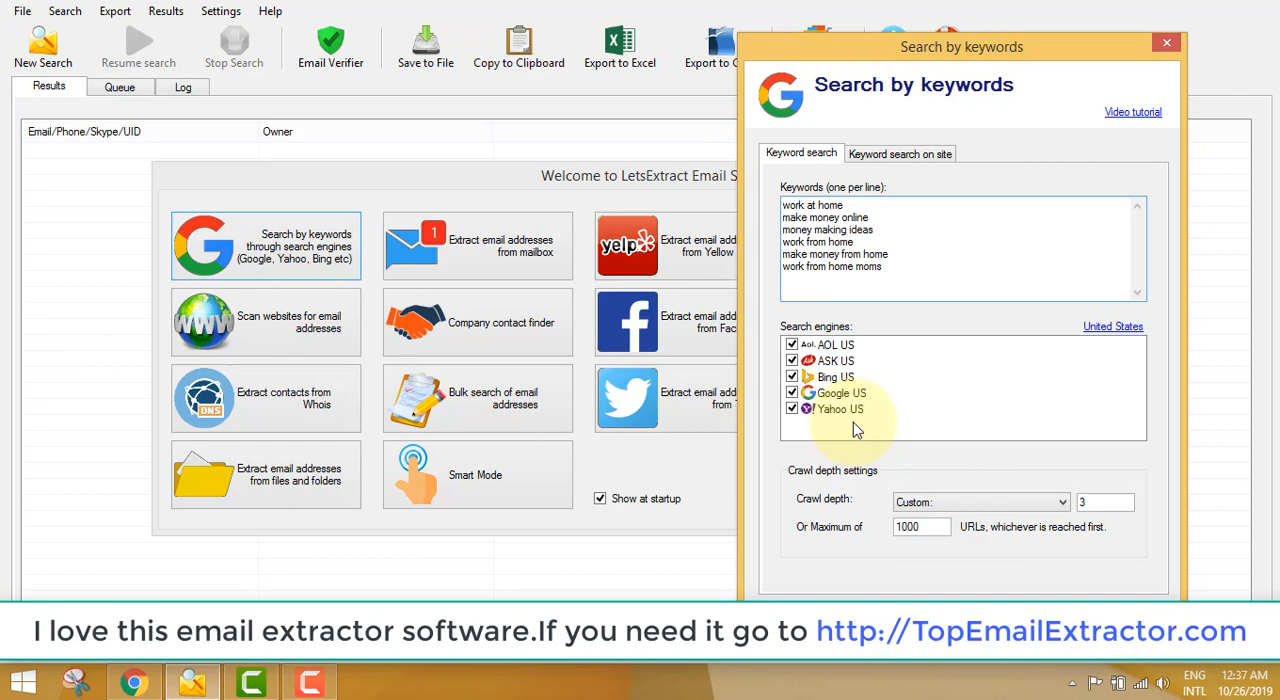 File Search Export Results Settings Help
New Search Resume search Stop Search Email Verifier Save to File Copy to Clipboard Export to Excel
Results Queue Log
Email/Phone/Skype/UID Owner
Welcome to LetsExtract Email S
Search by keywords
through search engines
(Google, Yahoo, Bing etc)
1
Extract email addresses
from mailbox
yelp
Extract email add
from Yellow
Scan websites for email
addresses
WWW
Company contact finder
Extract email add
from Fac
Extract contacts from
Whois
DNS
Bulk search of email
addresses
Extract email add
Extract email addresses
from files and folders
Smart Mode
Show at startup
Search by keywords
Search by keywords
Video tutorial
Keyword search Keyword search on site
Keywords (one per line):
work at home
make money online
money making ideas
work from home
make money from home
work from home moms
Search engines: United States
Aol. AOL US
Ask ASK US
Bing US
Google US
Y! Yahoo US
Crawl depth settings
Crawl depth: Custom: 3
Or Maximum of 1000 URLs, whichever is reached first.
I love this email extractor software.If you need it go to http://TopEmailExtractor.com
ENG 12:37 AM
INTL 10/26/2019